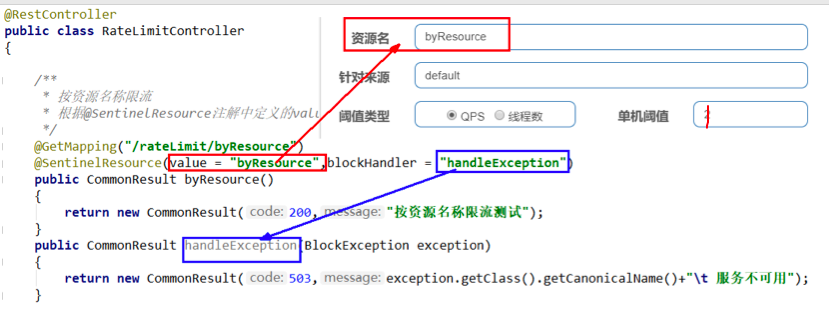 @RestController
public class RateLimitController
{
资源名 byResource
针对来源 default
阈值类型 QPS 线程数 单机阈值 2
/**
* 按资源名称限流
* 根据@SentinelResource注解中定义的valu
*/
@GetMapping("/rateLimit/byResource")
@SentinelResource(value = "byResource",blockHandler = "handleException")
public CommonResult byResource()
{
return new CommonResult( code: 200, message: "按资源名称限流测试");
}
public CommonResult handleException(BlockException exception)
{
return new CommonResult( code: 503, message: exception.getClass().getCanonicalName()+"\t 服务不可用");
}